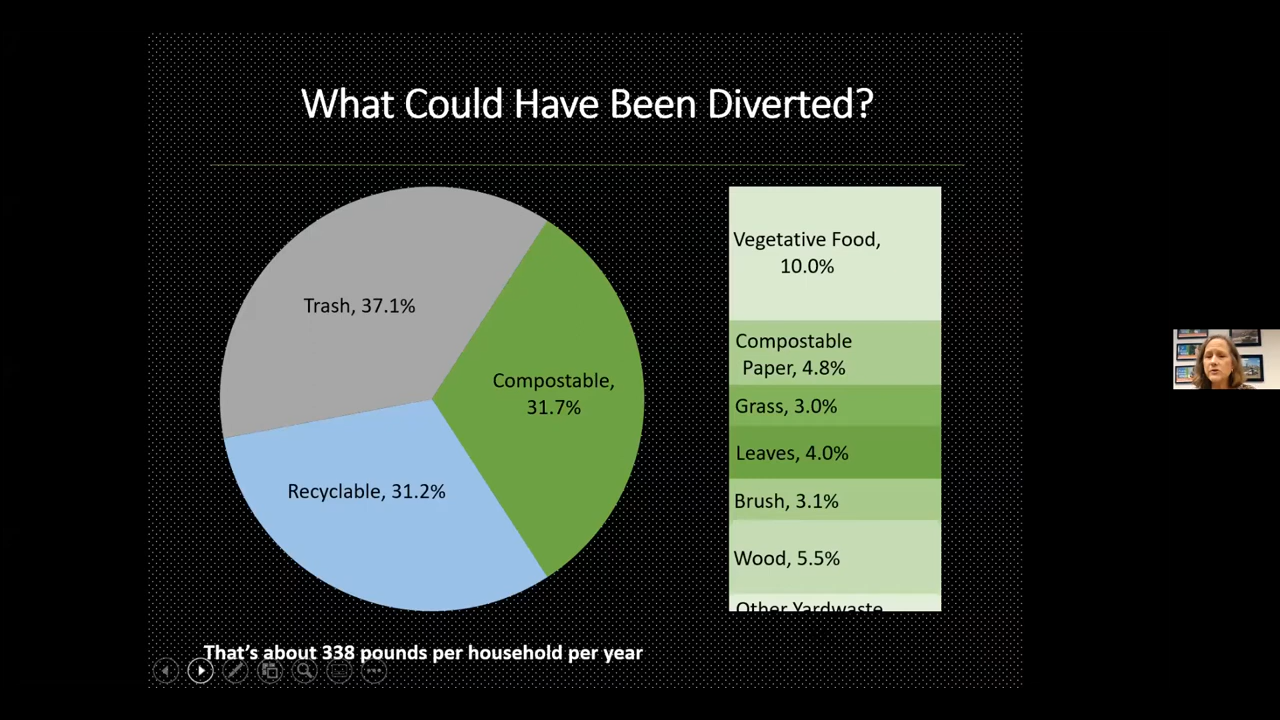 What Could Have Been Diverted?
Trash, 37.1%
Compostable,
31.7%
Recyclable, 31.2%
Vegetative Food,
10.0%
Compostable
Paper, 4.8%
Grass, 3.0%
Leaves, 4.0%
Brush, 3.1%
Wood, 5.5%
Other Yardwaste
That's about 338 pounds per household per year